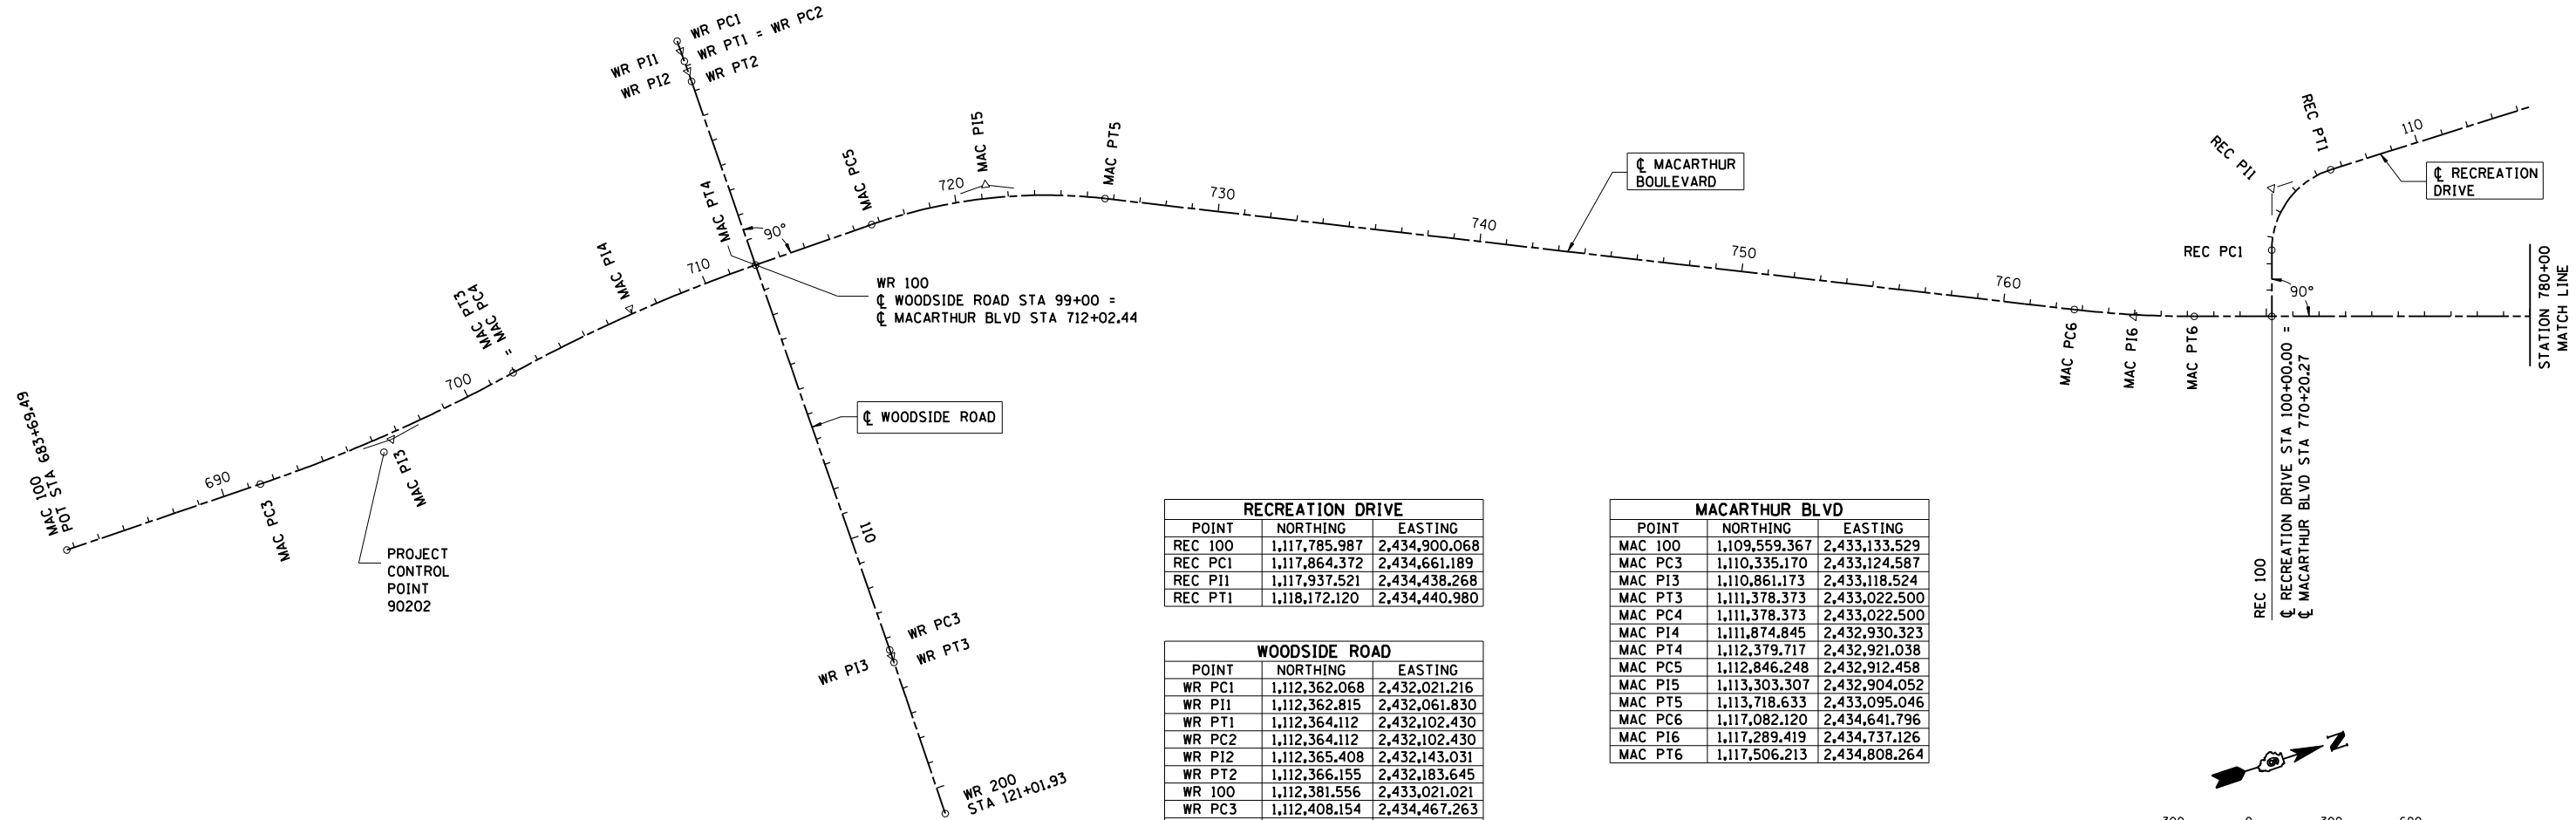 WR PC1
WR PT1 = WR PC2
WR PI1
WR PI2
WR PT2
MAC PT4
90°
MAC PC5
720
MAC PI5
MAC PT5
730
740
750
760
℄ MACARTHUR
BOULEVARD
REC PI1
REC PT1
110
℄ RECREATION
DRIVE
REC PC1
90°
STATION 780+00
MATCH LINE
MAC PC6
MAC PI6
MAC PT6
REC 100
℄ RECREATION DRIVE STA 100+00.00 =
℄ MACARTHUR BLVD STA 770+20.27
710
MAC PI4
MAC PT3
= MAC PC4
700
WR 100
℄ WOODSIDE ROAD STA 99+00 =
℄ MACARTHUR BLVD STA 712+02.44
℄ WOODSIDE ROAD
MAC 100
POT STA 683+69.49
690
MAC PC3
MAC PI3
PROJECT
CONTROL
POINT
90202
110
WR PC3
WR PI3
WR PT3
WR 200
STA 121+01.93
RECREATION DRIVE
POINT NORTHING EASTING
REC 100 1,117,785.987 2,434,900.068
REC PC1 1,117,864.372 2,434,661.189
REC PI1 1,117,937.521 2,434,438.268
REC PT1 1,118,172.120 2,434,440.980
WOODSIDE ROAD
POINT NORTHING EASTING
WR PC1 1,112,362.068 2,432,021.216
WR PI1 1,112,362.815 2,432,061.830
WR PT1 1,112,364.112 2,432,102.430
WR PC2 1,112,364.112 2,432,102.430
WR PI2 1,112,365.408 2,432,143.031
WR PT2 1,112,366.155 2,432,183.645
WR 100 1,112,381.556 2,433,021.021
WR PC3 1,112,408.154 2,434,467.263
MACARTHUR BLVD
POINT NORTHING EASTING
MAC 100 1,109,559.367 2,433,133.529
MAC PC3 1,110,335.170 2,433,124.587
MAC PI3 1,110,861.173 2,433,118.524
MAC PT3 1,111,378.373 2,433,022.500
MAC PC4 1,111,378.373 2,433,022.500
MAC PI4 1,111,874.845 2,432,930.323
MAC PT4 1,112,379.717 2,432,921.038
MAC PC5 1,112,846.248 2,432,912.458
MAC PI5 1,113,303.307 2,432,904.052
MAC PT5 1,113,718.633 2,433,095.046
MAC PC6 1,117,082.120 2,434,641.796
MAC PI6 1,117,289.419 2,434,737.126
MAC PT6 1,117,506.213 2,434,808.264
N